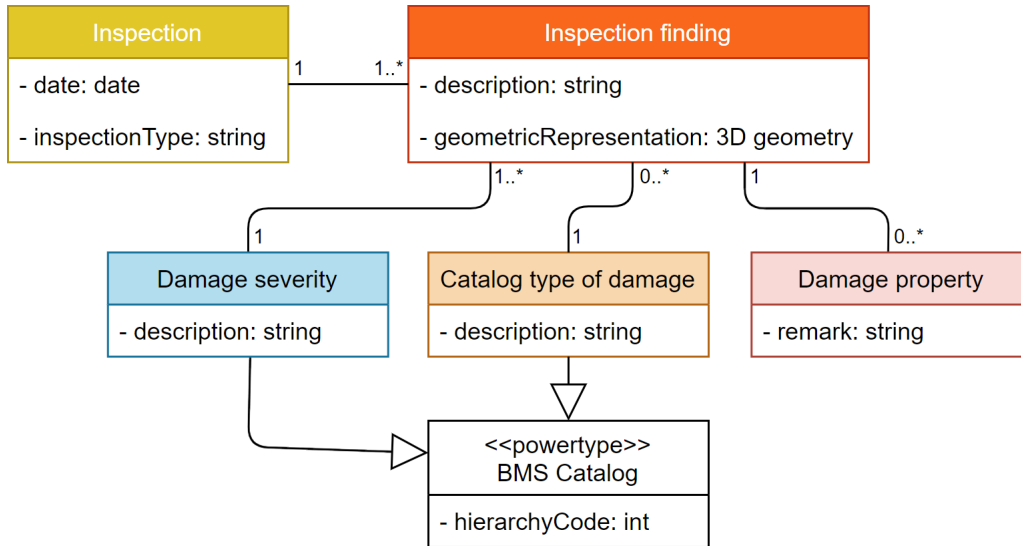 Inspection
- date: date
- inspectionType: string
1
1..*
Inspection finding
- description: string
- geometricRepresentation: 3D geometry
1..*
0..*
1
1
1
0..*
Damage severity
- description: string
Catalog type of damage
- description: string
Damage property
- remark: string
<<powertype>>
BMS Catalog
- hierarchyCode: int